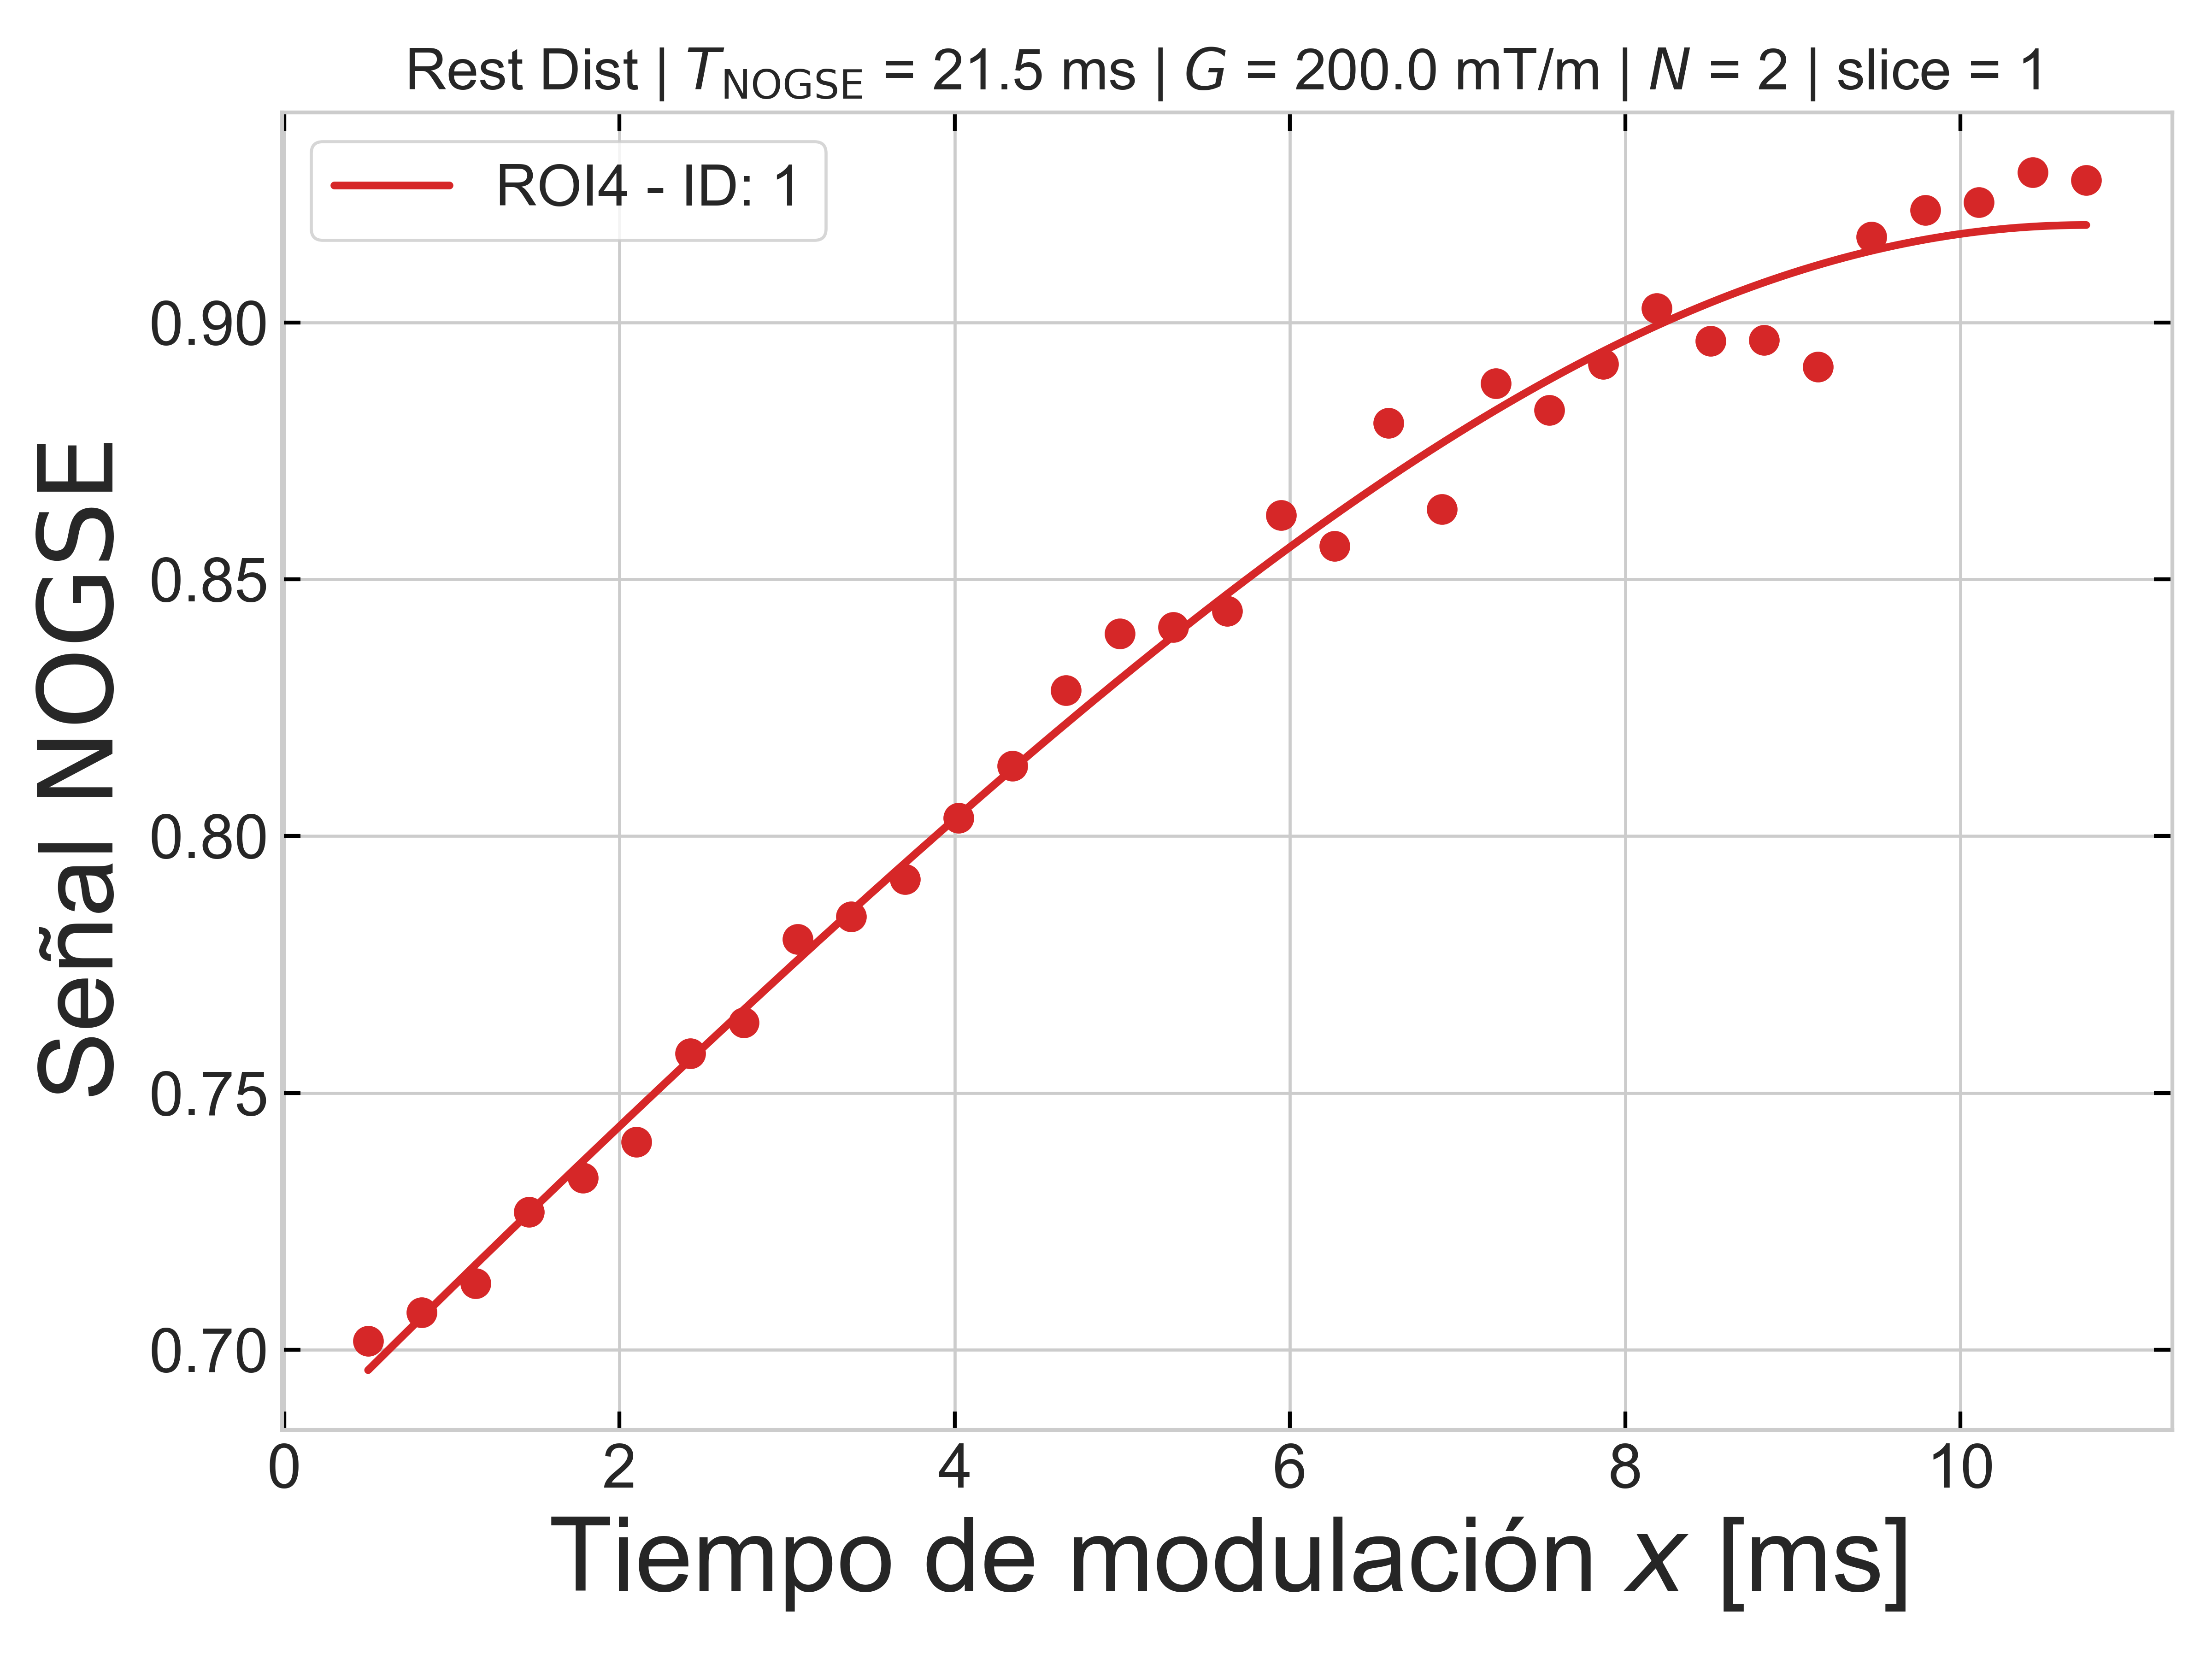 Rest Dist | T_NOGSE = 21.5 ms | G = 200.0 mT/m | N = 2 | slice = 1
ROI4 - ID: 1
Señal NOGSE
0.90
0.85
0.80
0.75
0.70
0 2 4 6 8 10
Tiempo de modulación x [ms]